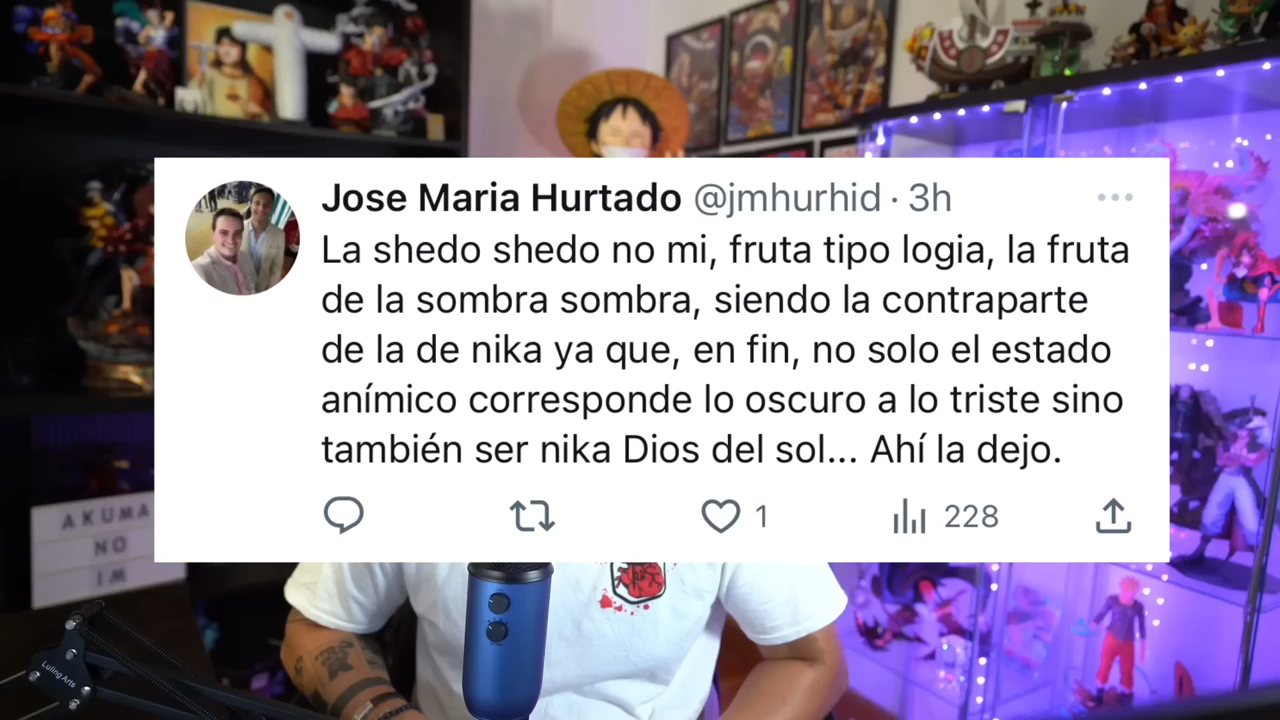 Jose Maria Hurtado @jmhurhid · 3h
La shedo shedo no mi, fruta tipo logia, la fruta
de la sombra sombra, siendo la contraparte
de la de nika ya que, en fin, no solo el estado
anímico corresponde lo oscuro a lo triste sino
también ser nika Dios del sol... Ahí la dejo.
1
228
AKUMA
NO
IM
LulingArts